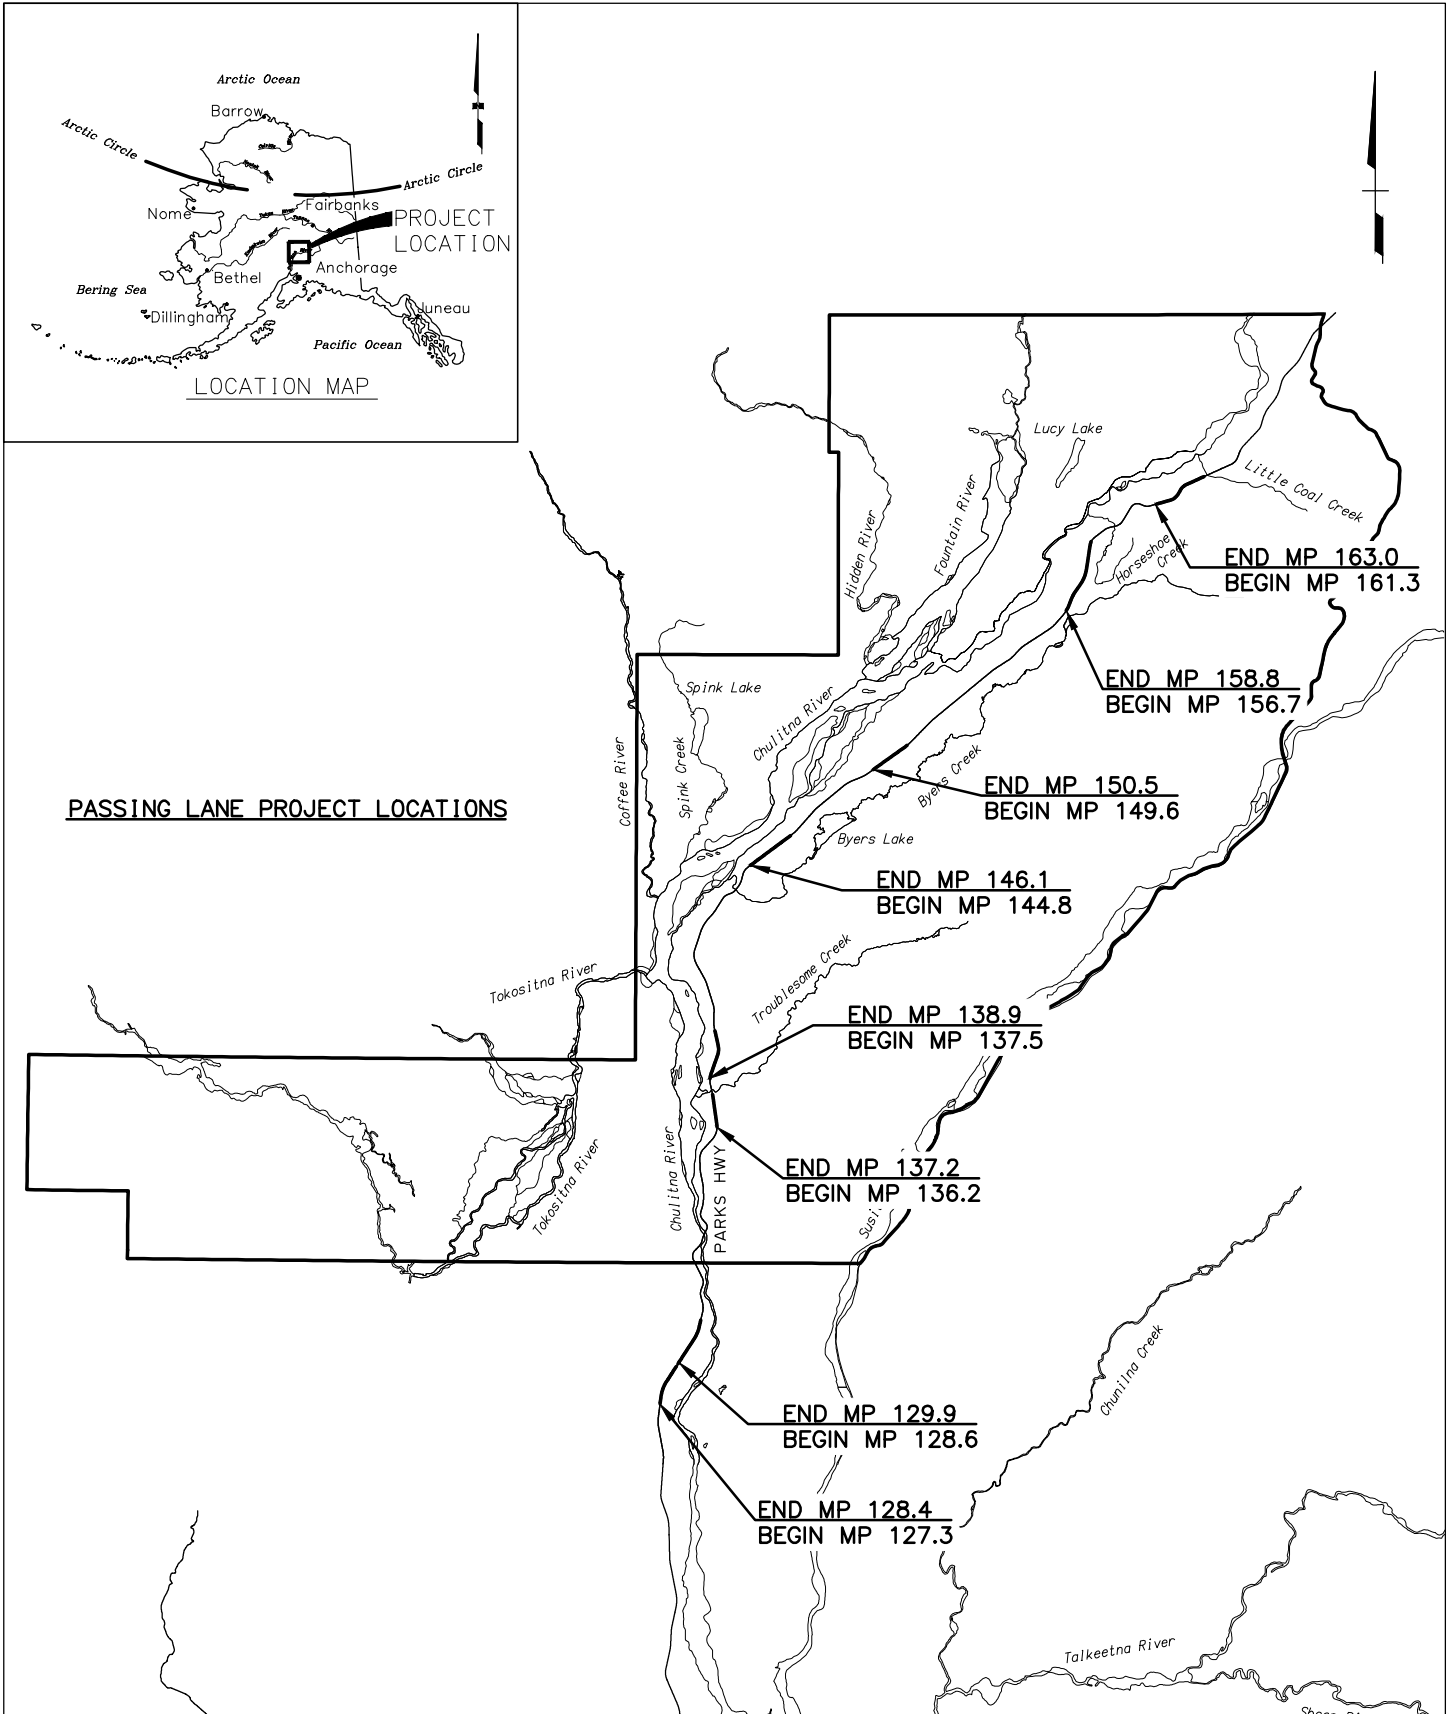 Arctic Ocean
Barrow
Arctic Circle
Arctic Circle
Nome
Fairbanks
PROJECT
LOCATION
Anchorage
Bethel
Bering Sea
Dillingham
Juneau
Pacific Ocean
LOCATION MAP
Lucy Lake
Little Coal Creek
Fountain River
Hidden River
Horseshoe
Creek
END MP 163.0
BEGIN MP 161.3
END MP 158.8
BEGIN MP 156.7
Spink Lake
Chulitna River
Coffee River
Spink Creek
Byers Creek
END MP 150.5
BEGIN MP 149.6
PASSING LANE PROJECT LOCATIONS
Byers Lake
END MP 146.1
BEGIN MP 144.8
Tokositna River
Troublesome Creek
END MP 138.9
BEGIN MP 137.5
Tokositna River
Chulitna River
PARKS HWY
END MP 137.2
BEGIN MP 136.2
Chunilna Creek
END MP 129.9
BEGIN MP 128.6
END MP 128.4
BEGIN MP 127.3
Talkeetna River